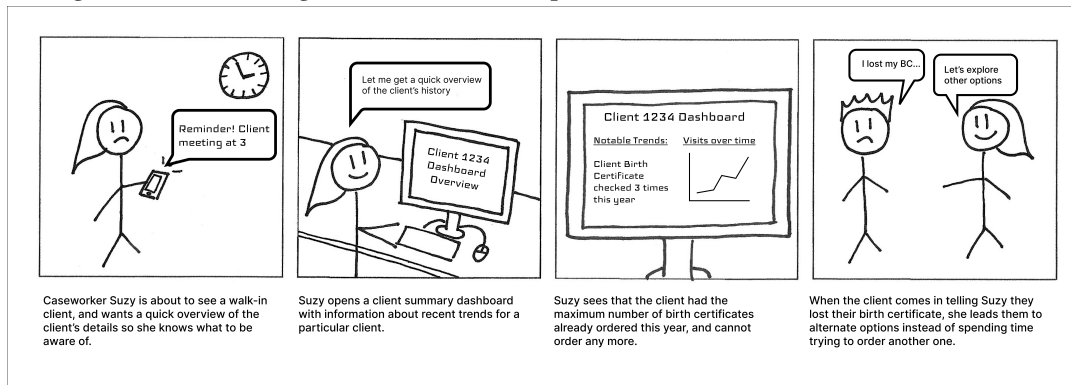 Reminder! Client
meeting at 3
Caseworker Suzy is about to see a walk-in
client, and wants a quick overview of the
client's details so she knows what to be
aware of.
Let me get a quick overview
of the client's history
Client 1234
Dashboard
Overview
Suzy opens a client summary dashboard
with information about recent trends for a
particular client.
Client 1234 Dashboard
Notable Trends:
Client Birth
Certificate
checked 3 times
this year
Visits over time
Suzy sees that the client had the
maximum number of birth certificates
already ordered this year, and cannot
order any more.
I lost my BC...
Let's explore
other options
When the client comes in telling Suzy they
lost their birth certificate, she leads them to
alternate options instead of spending time
trying to order another one.